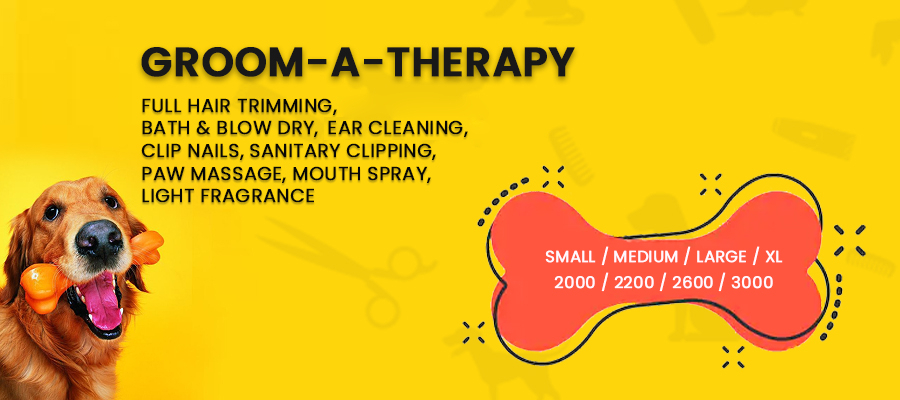 GROOM-A-THERAPY
FULL HAIR TRIMMING,
BATH & BLOW DRY, EAR CLEANING,
CLIP NAILS, SANITARY CLIPPING,
PAW MASSAGE, MOUTH SPRAY,
LIGHT FRAGRANCE
SMALL / MEDIUM / LARGE / XL
2000 / 2200 / 2600 / 3000